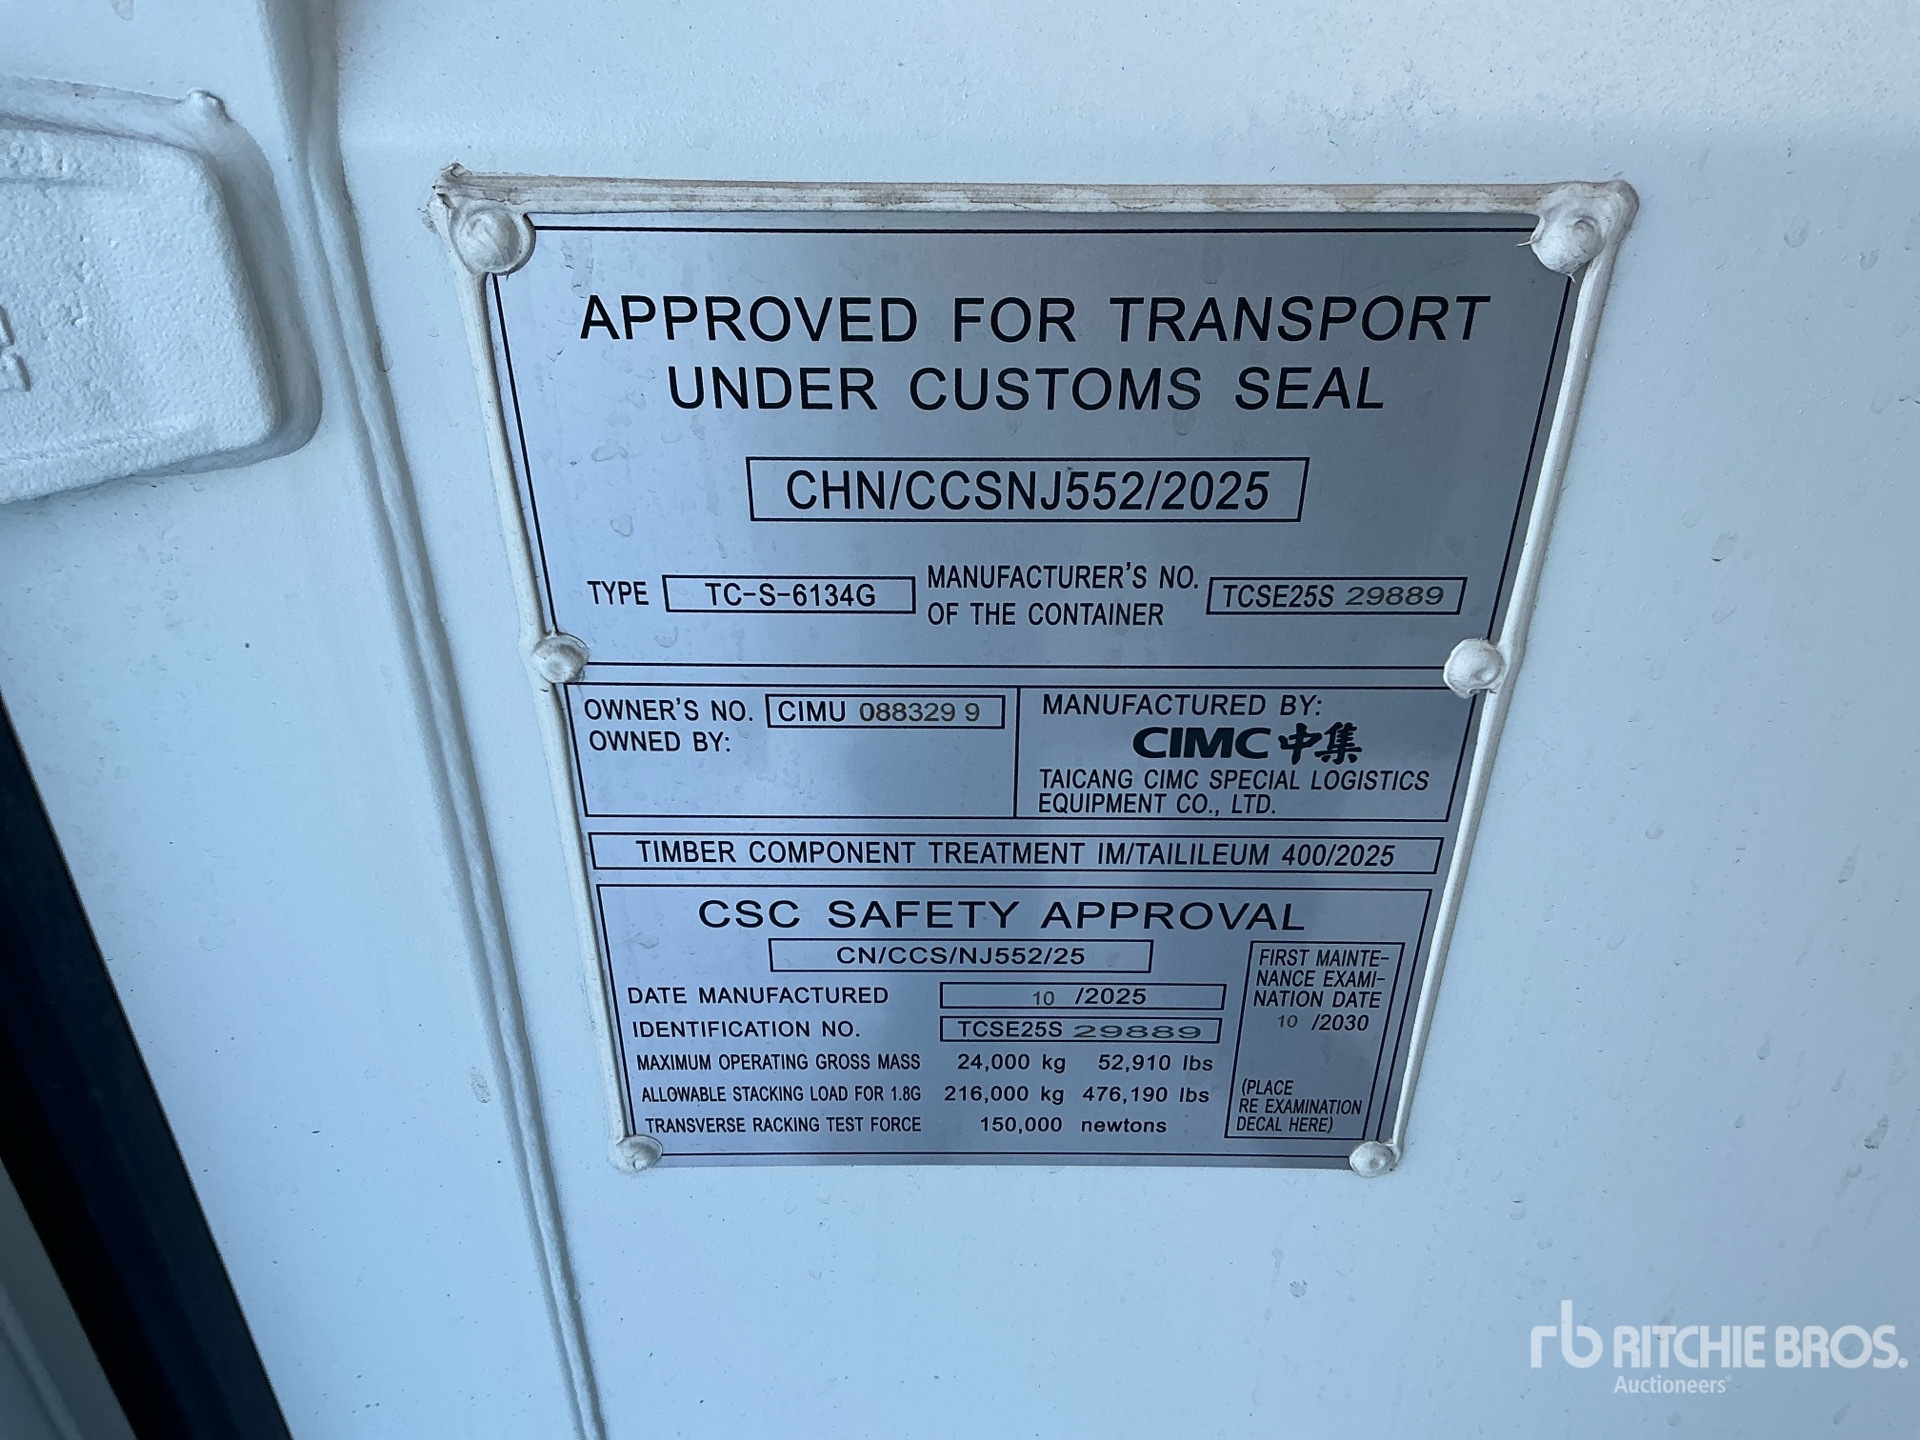 APPROVED FOR TRANSPORT
UNDER CUSTOMS SEAL
CHN/CCSNJ552/2025
TYPE TC-S-6134G MANUFACTURER'S NO. OF THE CONTAINER TCSE25S 29889
OWNER'S NO. CIMU 088329 9
OWNED BY:
MANUFACTURED BY:
CIMC 中集
TAICANG CIMC SPECIAL LOGISTICS
EQUIPMENT CO., LTD.
TIMBER COMPONENT TREATMENT IM/TAILILEUM 400/2025
CSC SAFETY APPROVAL
CN/CCS/NJ552/25
DATE MANUFACTURED 10 /2025
IDENTIFICATION NO. TCSE25S 29889
MAXIMUM OPERATING GROSS MASS 24,000 kg 52,910 lbs
ALLOWABLE STACKING LOAD FOR 1.8G 216,000 kg 476,190 lbs
TRANSVERSE RACKING TEST FORCE 150,000 newtons
FIRST MAINTE-
NANCE EXAMI-
NATION DATE
10 /2030
(PLACE
RE EXAMINATION
DECAL HERE)
rb RITCHIE BROS.
Auctioneers